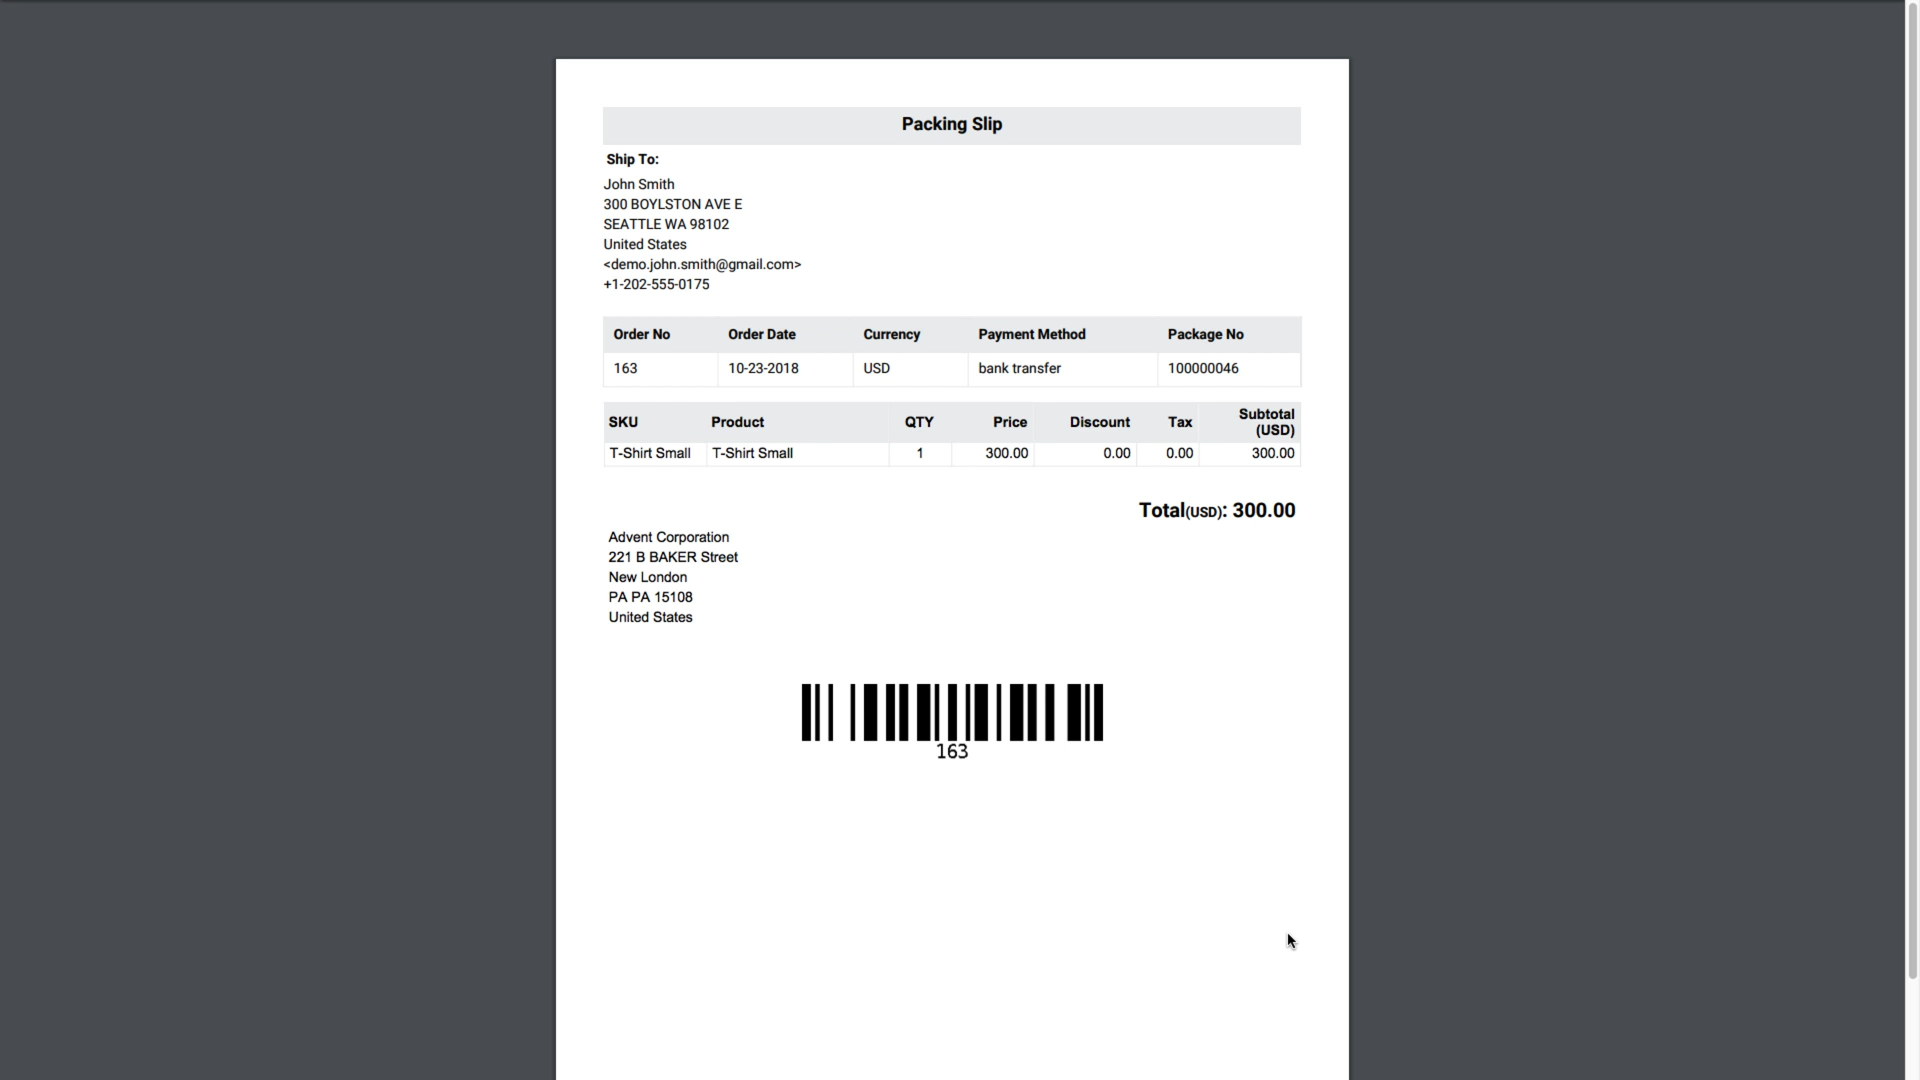 Packing Slip
Ship To:
John Smith
300 BOYLSTON AVE E
SEATTLE WA 98102
United States
<demo.john.smith@gmail.com>
+1-202-555-0175
Order No Order Date Currency Payment Method Package No
163 10-23-2018 USD bank transfer 100000046
SKU Product QTY Price Discount Tax Subtotal (USD)
T-Shirt Small T-Shirt Small 1 300.00 0.00 0.00 300.00
Total(USD): 300.00
Advent Corporation
221 B BAKER Street
New London
PA PA 15108
United States
163